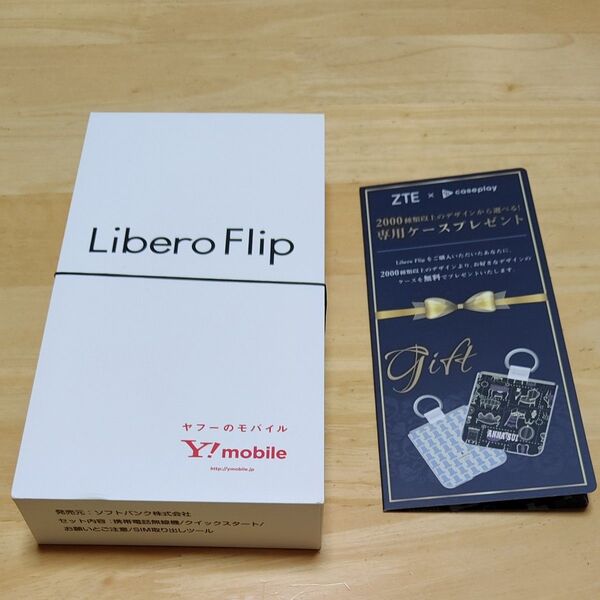 Libero Flip
ヤフーのモバイル
Y! mobile
http://ymobile.jp
発売元：ソフトバンク株式会社
セット内容：携帯電話無線機/クイックスタート/
お願いとご注意/SIM取り出しツール
ZTE × caseplay
2000種類以上のデザインから選べる!
専用ケースプレゼント
Libero Flip をご購入いただいたあなたに、
2000種類以上のデザインより、お好きなデザインの
ケースを無料でプレゼントいたします。
Gift
ANNA SUI